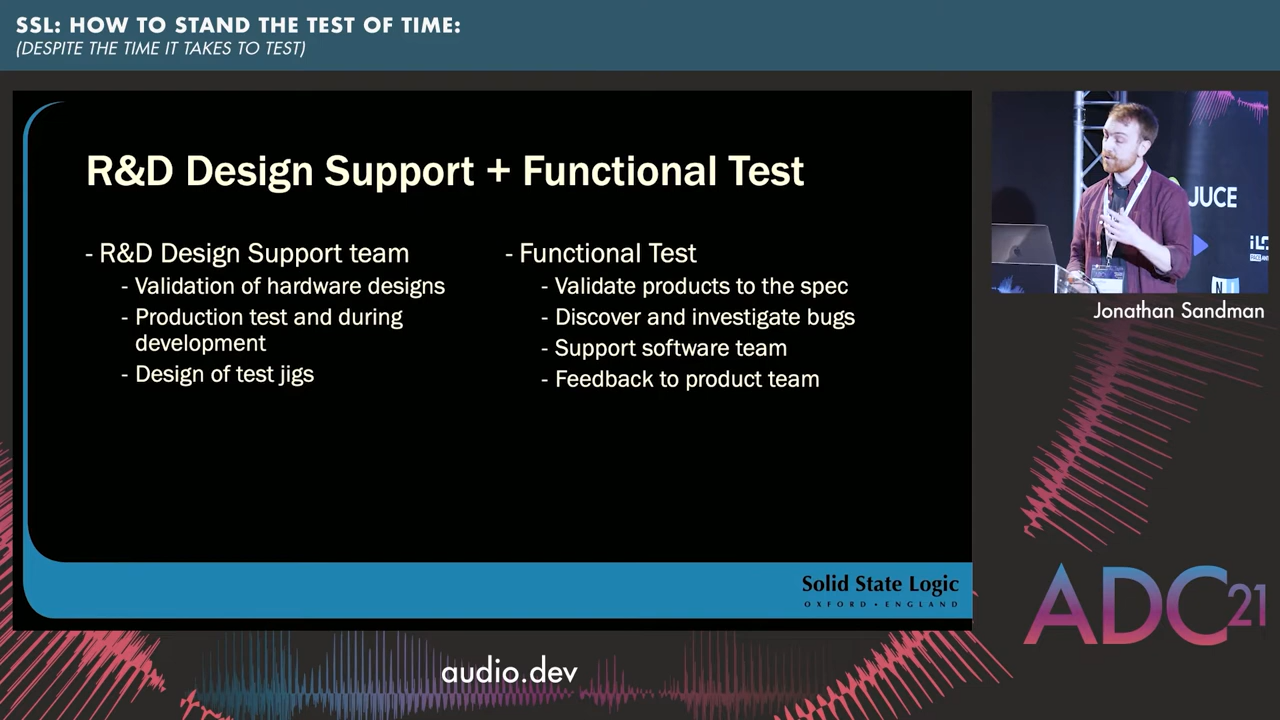 SSL: HOW TO STAND THE TEST OF TIME:
(DESPITE THE TIME IT TAKES TO TEST)
R&D Design Support + Functional Test
- R&D Design Support team
- Validation of hardware designs
- Production test and during
development
- Design of test jigs
- Functional Test
- Validate products to the spec
- Discover and investigate bugs
- Support software team
- Feedback to product team
Solid State Logic
OXFORD • ENGLAND
JUCE
Jonathan Sandman
ADC21
audio.dev